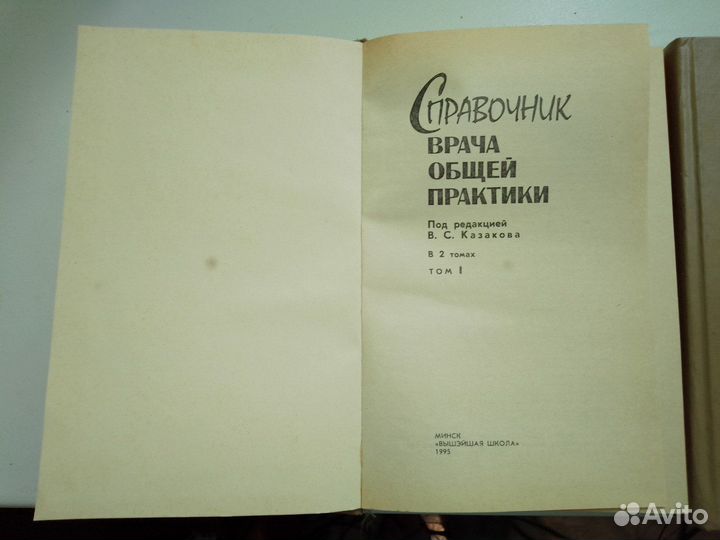 Справочник
ВРАЧА
ОБЩЕЙ
ПРАКТИКИ
Под редакцией
В. С. Казакова
В 2 томах
ТОМ I
МИНСК
«ВЫШЭЙШАЯ ШКОЛА»
1995
Avito